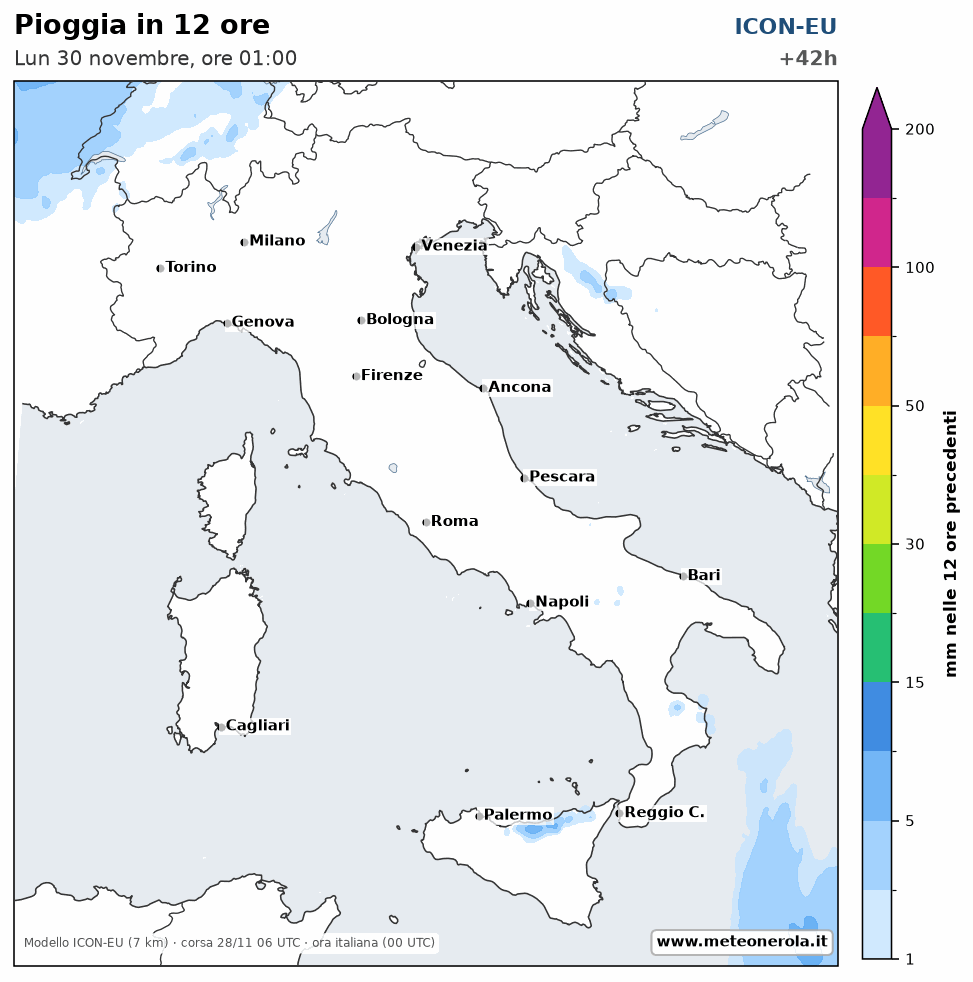 Pioggia in 12 ore
ICON-EU
Lun 30 novembre, ore 01:00
+42h
200
Milano
Venezia
Torino
100
Genova
Bologna
Firenze
Ancona
50
Pescara
Roma
30
mm nelle 12 ore precedenti
Bari
Napoli
15
Cagliari
Palermo
Reggio C.
5
Modello ICON-EU (7 km) · corsa 28/11 06 UTC · ora italiana (00 UTC)
www.meteonerola.it
1